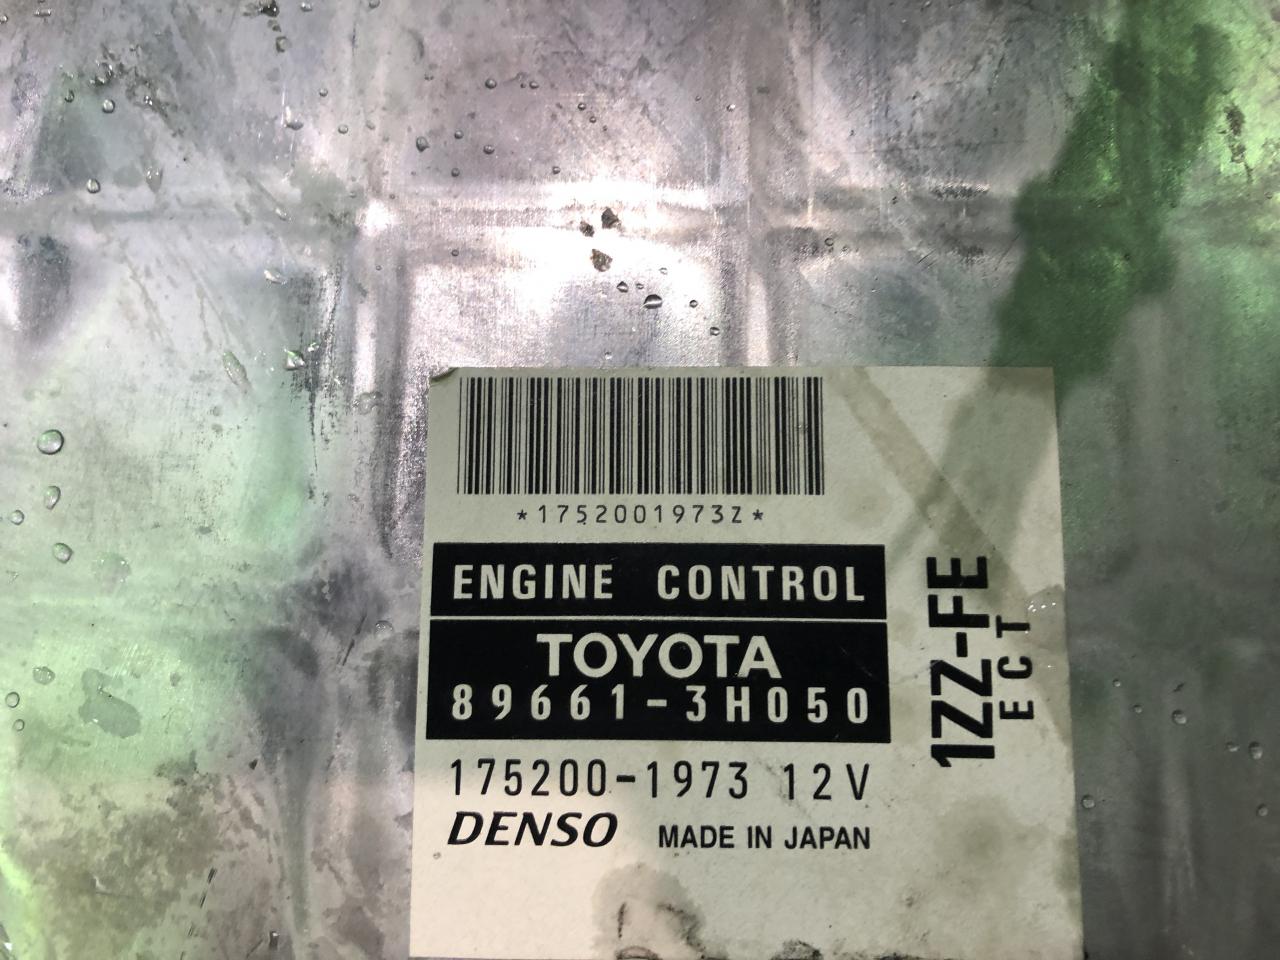 *1752001973Z*
ENGINE CONTROL
TOYOTA
89661-3H050
175200-1973 12V
DENSO MADE IN JAPAN
1ZZ-FE
ECT